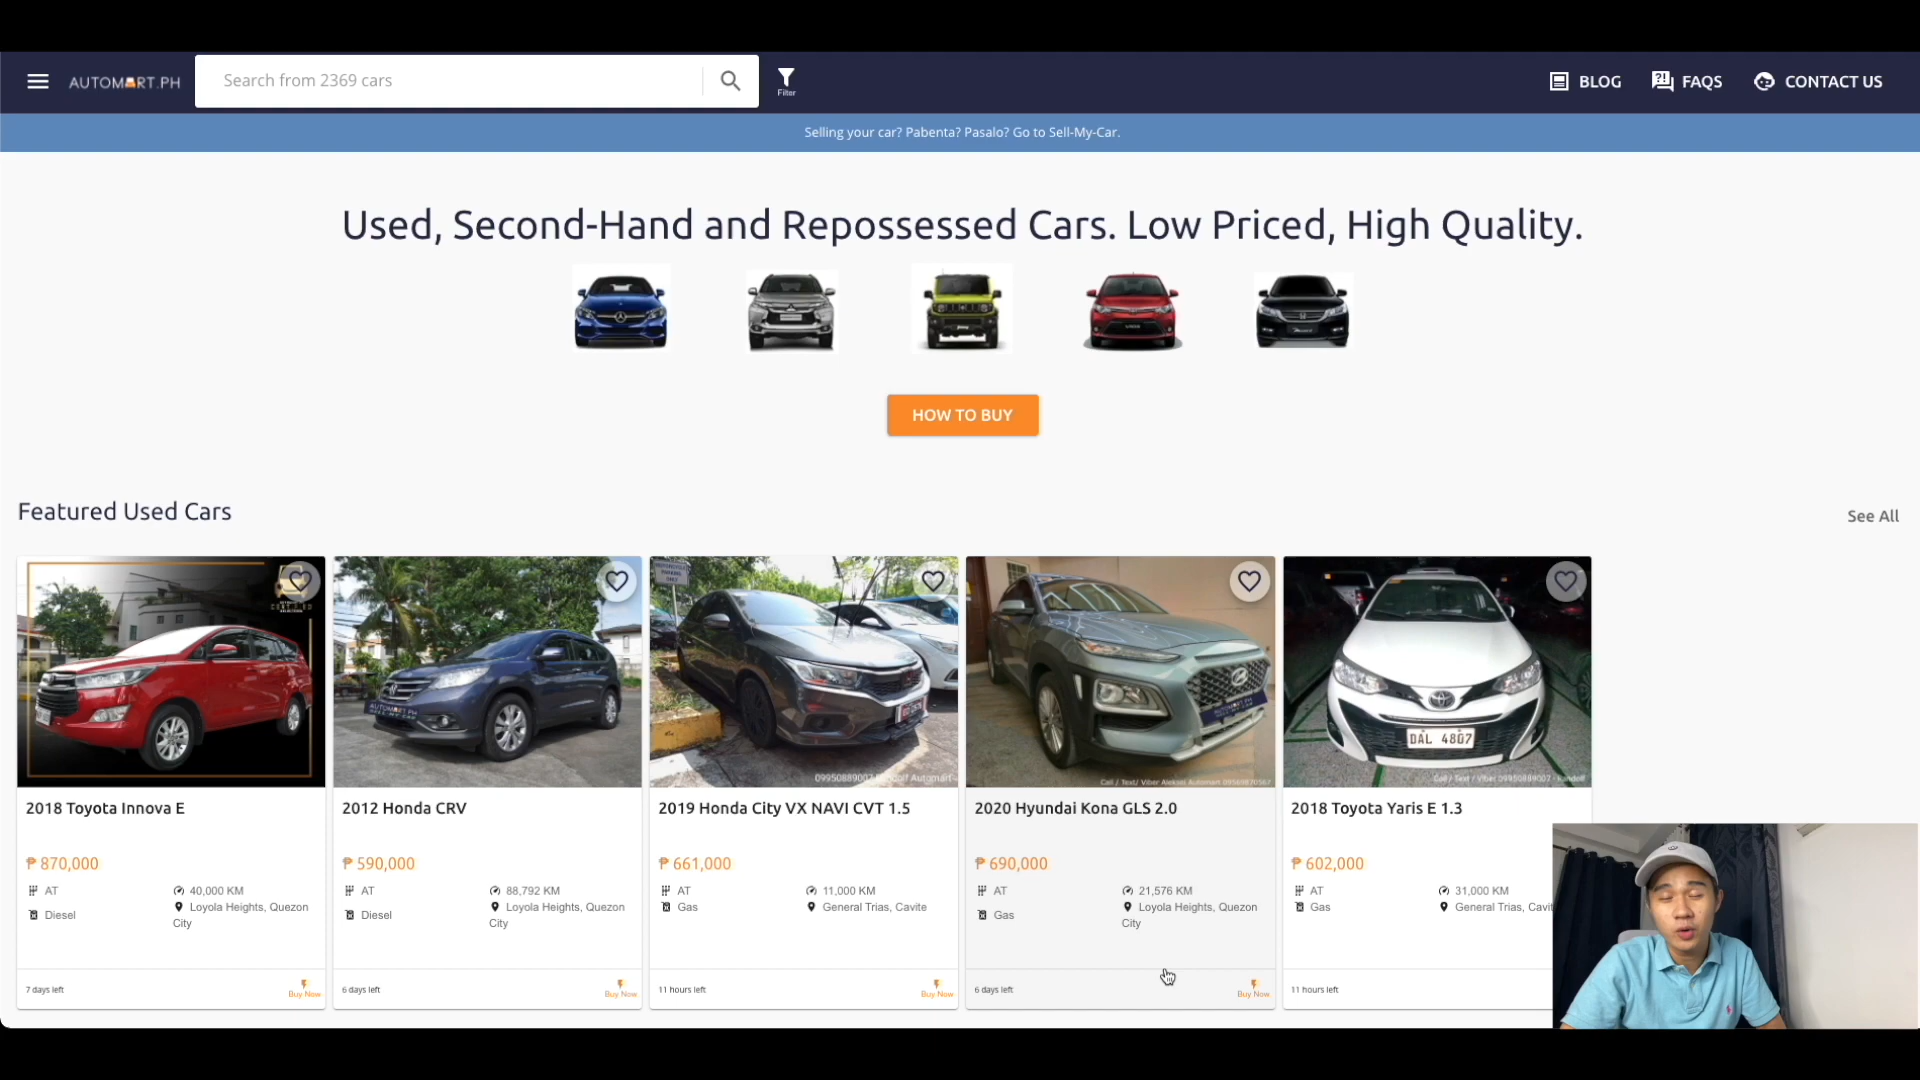 AUTOMART.PH
Search from 2369 cars
Filter
BLOG
FAQS
CONTACT US
Selling your car? Pabenta? Pasalo? Go to Sell-My-Car.
Used, Second-Hand and Repossessed Cars. Low Priced, High Quality.
HOW TO BUY
Featured Used Cars
See All
2018 Toyota Innova E
₱ 870,000
AT
40,000 KM
Diesel
Loyola Heights, Quezon
City
7 days left
Buy Now
AUTOMART.PH
2012 Honda CRV
₱ 590,000
AT
88,792 KM
Diesel
Loyola Heights, Quezon
City
6 days left
Buy Now
2019 Honda City VX NAVI CVT 1.5
₱ 661,000
AT
11,000 KM
Gas
General Trias, Cavite
11 hours left
Buy Now
AUTOMART.PH
2020 Hyundai Kona GLS 2.0
₱ 690,000
AT
21,576 KM
Gas
Loyola Heights, Quezon
City
6 days left
Buy Now
DAL 4807
2018 Toyota Yaris E 1.3
₱ 602,000
AT
31,000 KM
Gas
General Trias, Cavit
11 hours left